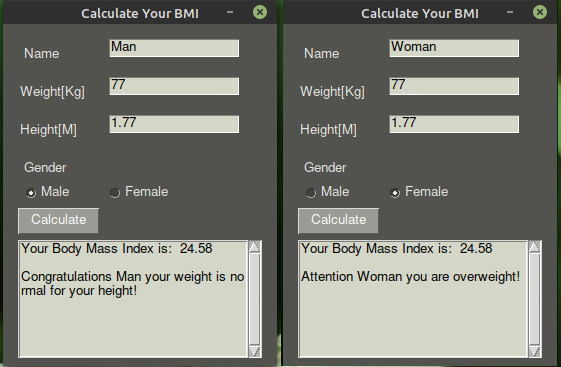 Calculate Your BMI
Name
Man
Weight[Kg]
77
Height[M]
1.77
Gender
Male
Female
Calculate
Your Body Mass Index is:  24.58
Congratulations Man your weight is no
rmal for your height!
Calculate Your BMI
Name
Woman
Weight[Kg]
77
Height[M]
1.77
Gender
Male
Female
Calculate
Your Body Mass Index is:  24.58
Attention Woman you are overweight!